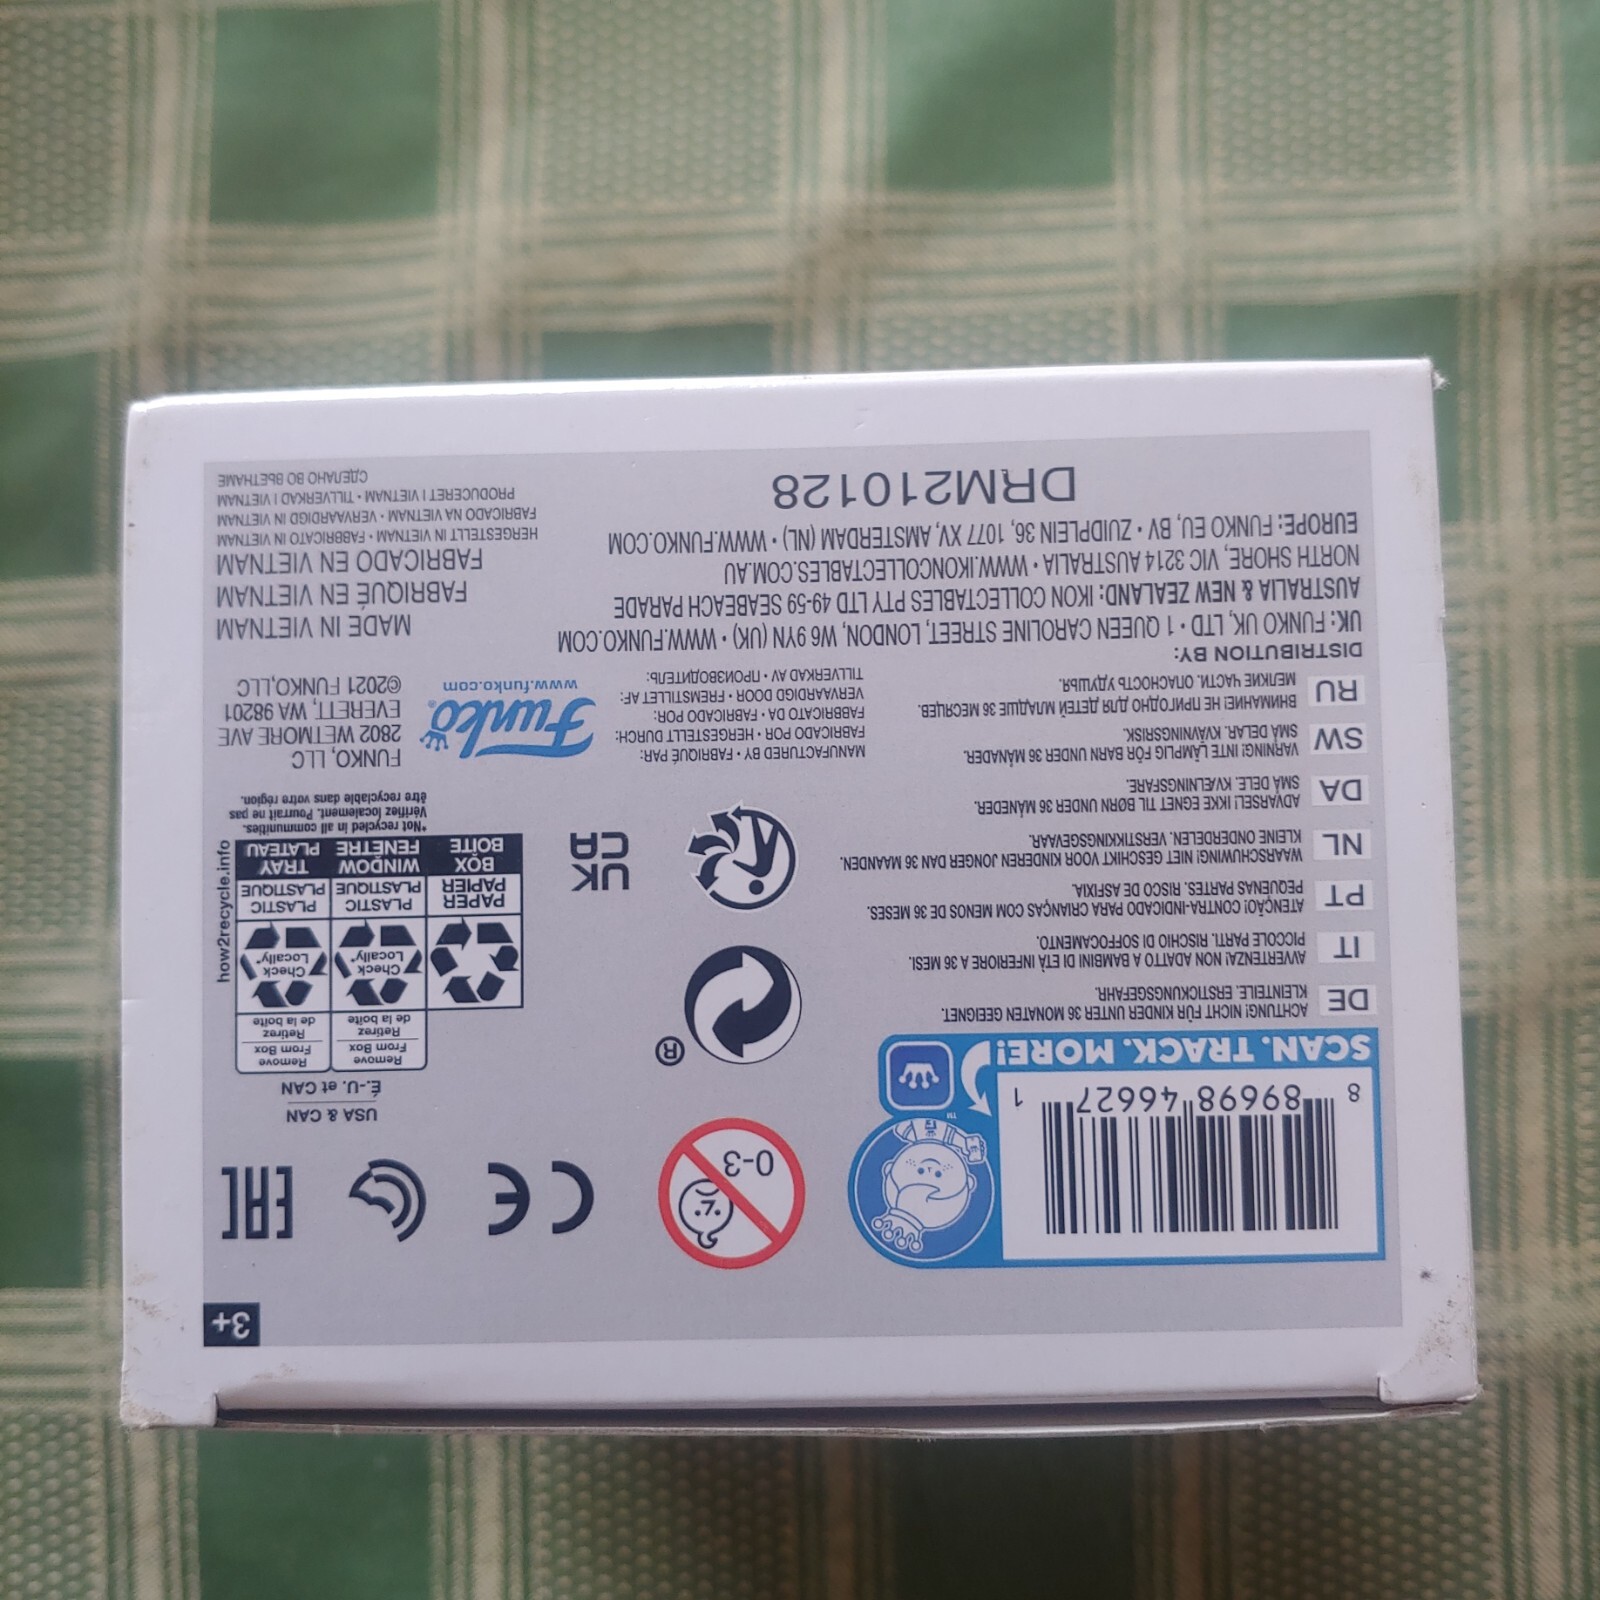 3+
8 89698 46627 1
SCAN. TRACK. MORE!
TM
0-3
CE
EAC
USA & CAN
É.-U. et CAN
Remove
From Box
Retirez
de la boîte
Remove
From Box
Retirez
de la boîte
Check
Locally*
Check
Locally*
PAPER
PAPIER
BOX
BOÎTE
PLASTIC
PLASTIQUE
WINDOW
FENÊTRE
PLASTIC
PLASTIQUE
TRAY
PLATEAU
how2recycle.info
*Not recycled in all communities.
Vérifiez localement. Pourrait ne pas
être recyclable dans votre région.
®
UK
CA
DE
ACHTUNG! NICHT FÜR KINDER UNTER 36 MONATEN GEEIGNET.
KLEINTEILE. ERSTICKUNGSGEFAHR.
IT
AVVERTENZA! NON ADATTO A BAMBINI DI ETÀ INFERIORE A 36 MESI.
PICCOLE PARTI. RISCHIO DI SOFFOCAMENTO.
PT
ATENÇÃO! CONTRA-INDICADO PARA CRIANÇAS COM MENOS DE 36 MESES.
PEQUENAS PARTES. RISCO DE ASFIXIA.
NL
WAARSCHUWING! NIET GESCHIKT VOOR KINDEREN JONGER DAN 36 MAANDEN.
KLEINE ONDERDELEN. VERSTIKKINGSGEVAAR.
DA
ADVARSEL! IKKE EGNET TIL BØRN UNDER 36 MÅNEDER.
SMÅ DELE. KVÆLNINGSFARE.
SW
VARNING! INTE LÄMPLIG FÖR BARN UNDER 36 MÅNADER.
SMÅ DELAR. KVÄVNINGSRISK.
RU
ВНИМАНИЕ! НЕ ПРИГОДНО ДЛЯ ДЕТЕЙ МЛАДШЕ 36 МЕСЯЦЕВ.
МЕЛКИЕ ЧАСТИ. ОПАСНОСТЬ УДУШЬЯ.
MANUFACTURED BY • FABRIQUÉ PAR:
FABRICADO POR • HERGESTELLT DURCH:
FABBRICATO DA • FABRICADO POR:
VERVAARDIGD DOOR • FREMSTILLET AF:
TILLVERKAD AV • ПРОИЗВОДИТЕЛЬ:
Funko®
www.funko.com
FUNKO, LLC
2802 WETMORE AVE
EVERETT, WA 98201
©2021 FUNKO,LLC
DISTRIBUTION BY:
UK: FUNKO UK, LTD • 1 QUEEN CAROLINE STREET, LONDON, W6 9YN (UK) • WWW.FUNKO.COM
AUSTRALIA & NEW ZEALAND: IKON COLLECTABLES PTY LTD 49-59 SEABEACH PARADE
NORTH SHORE, VIC 3214 AUSTRALIA • WWW.IKONCOLLECTABLES.COM.AU
EUROPE: FUNKO EU, BV • ZUIDPLEIN 36, 1077 XV, AMSTERDAM (NL) • WWW.FUNKO.COM
DRM210128
MADE IN VIETNAM
FABRIQUÉ EN VIETNAM
FABRICADO EN VIETNAM
HERGESTELLT IN VIETNAM • FABBRICATO IN VIETNAM
FABRICADO NA VIETNAM • VERVAARDIGD IN VIETNAM
PRODUCERET I VIETNAM • TILLVERKAD I VIETNAM
СДЕЛАНО ВО ВЬЕТНАМЕ